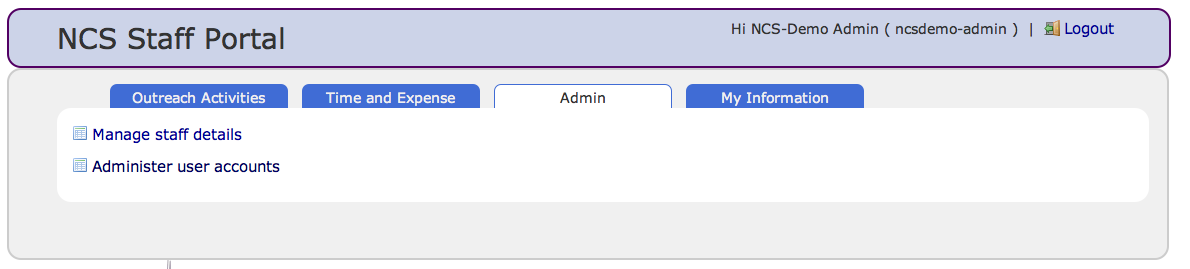 NCS Staff Portal
Hi NCS-Demo Admin ( ncsdemo-admin ) | Logout
Outreach Activities Time and Expense Admin My Information
Manage staff details
Administer user accounts